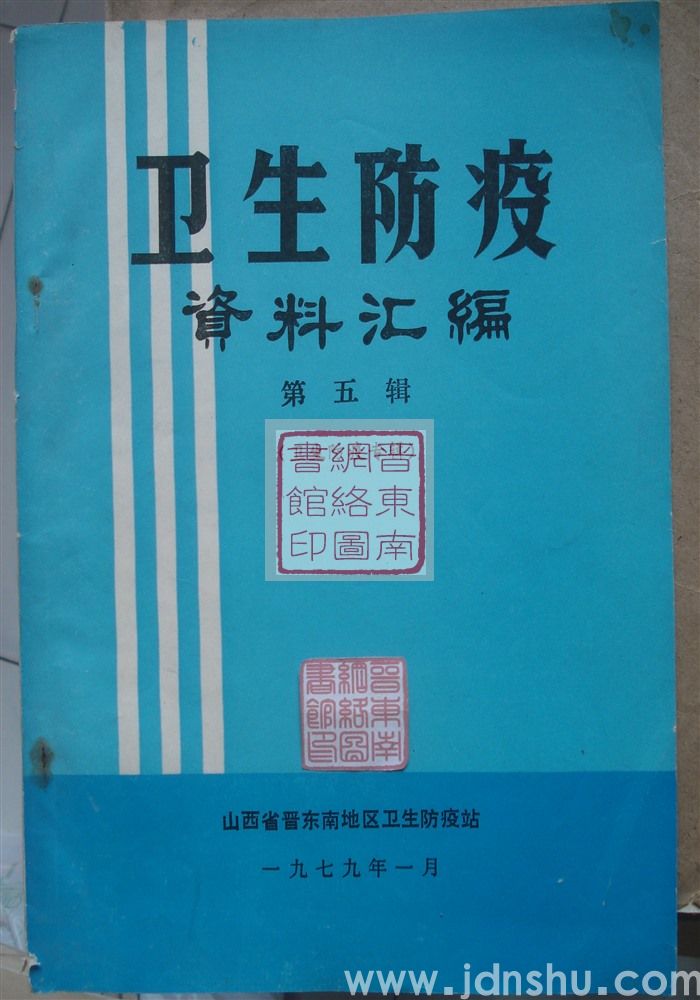 卫生防疫
資料汇編
第五辑
晋東南
網絡圖
書館印
晋東南
網絡圖
書館印
山西省晋东南地区卫生防疫站
一九七九年一月
www.jdnshu.com